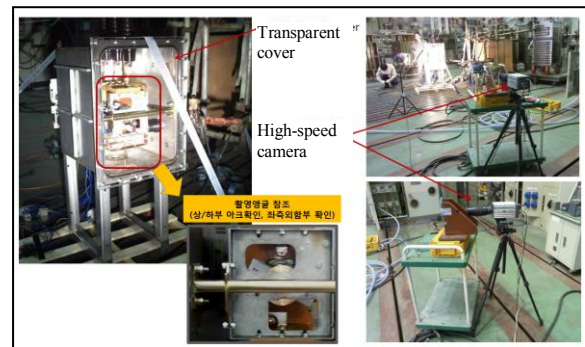 Transparent
cover
er
High-speed
camera
촬영앵글 참조
(상/하부 아크확인, 좌측외함부 확인)